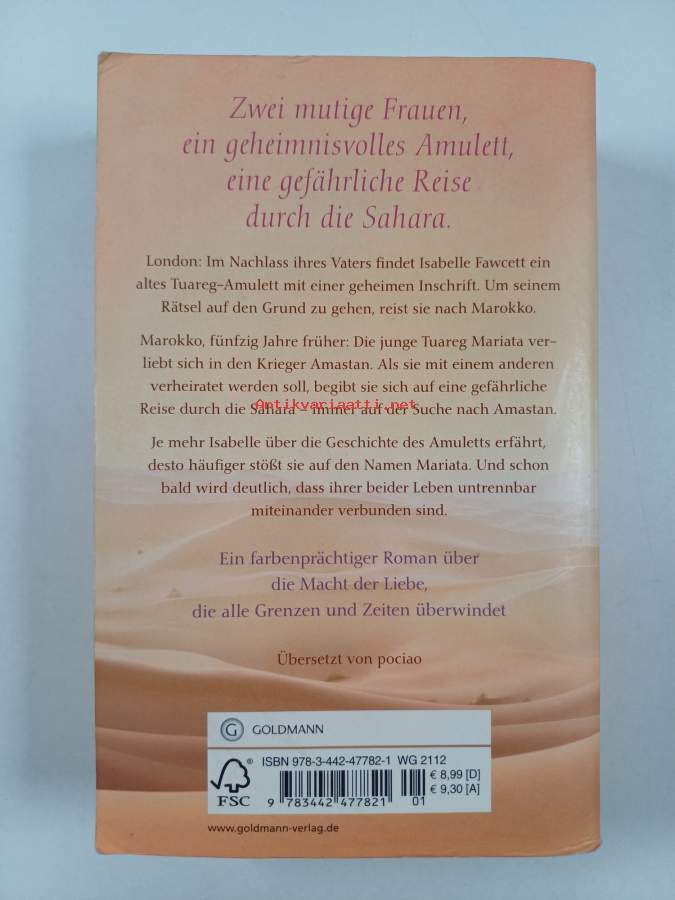 Zwei mutige Frauen,
ein geheimnisvolles Amulett,
eine gefährliche Reise
durch die Sahara.
London: Im Nachlass ihres Vaters findet Isabelle Fawcett ein
altes Tuareg-Amulett mit einer geheimen Inschrift. Um seinem
Rätsel auf den Grund zu gehen, reist sie nach Marokko.
Marokko, fünfzig Jahre früher: Die junge Tuareg Mariata ver-
liebt sich in den Krieger Amastan. Als sie mit einem anderen
verheiratet werden soll, begibt sie sich auf eine gefährliche
Reise durch die Sahara – immer auf der Suche nach Amastan.
Antikvariaatti.net
Je mehr Isabelle über die Geschichte des Amuletts erfährt,
desto häufiger stößt sie auf den Namen Mariata. Und schon
bald wird deutlich, dass ihrer beider Leben untrennbar
miteinander verbunden sind.
Ein farbenprächtiger Roman über
die Macht der Liebe,
die alle Grenzen und Zeiten überwindet
Übersetzt von pociao
G GOLDMANN
ISBN 978-3-442-47782-1 WG 2112
€ 8,99 [D]
€ 9,30 [A]
FSC
9 783442 477821 01
www.goldmann-verlag.de